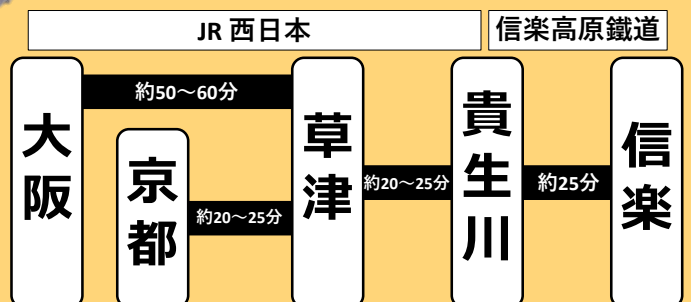 JR 西日本
信楽高原鐵道
大阪
約50～60分
京都
約20～25分
草津
約20～25分
貴生川
約25分
信楽